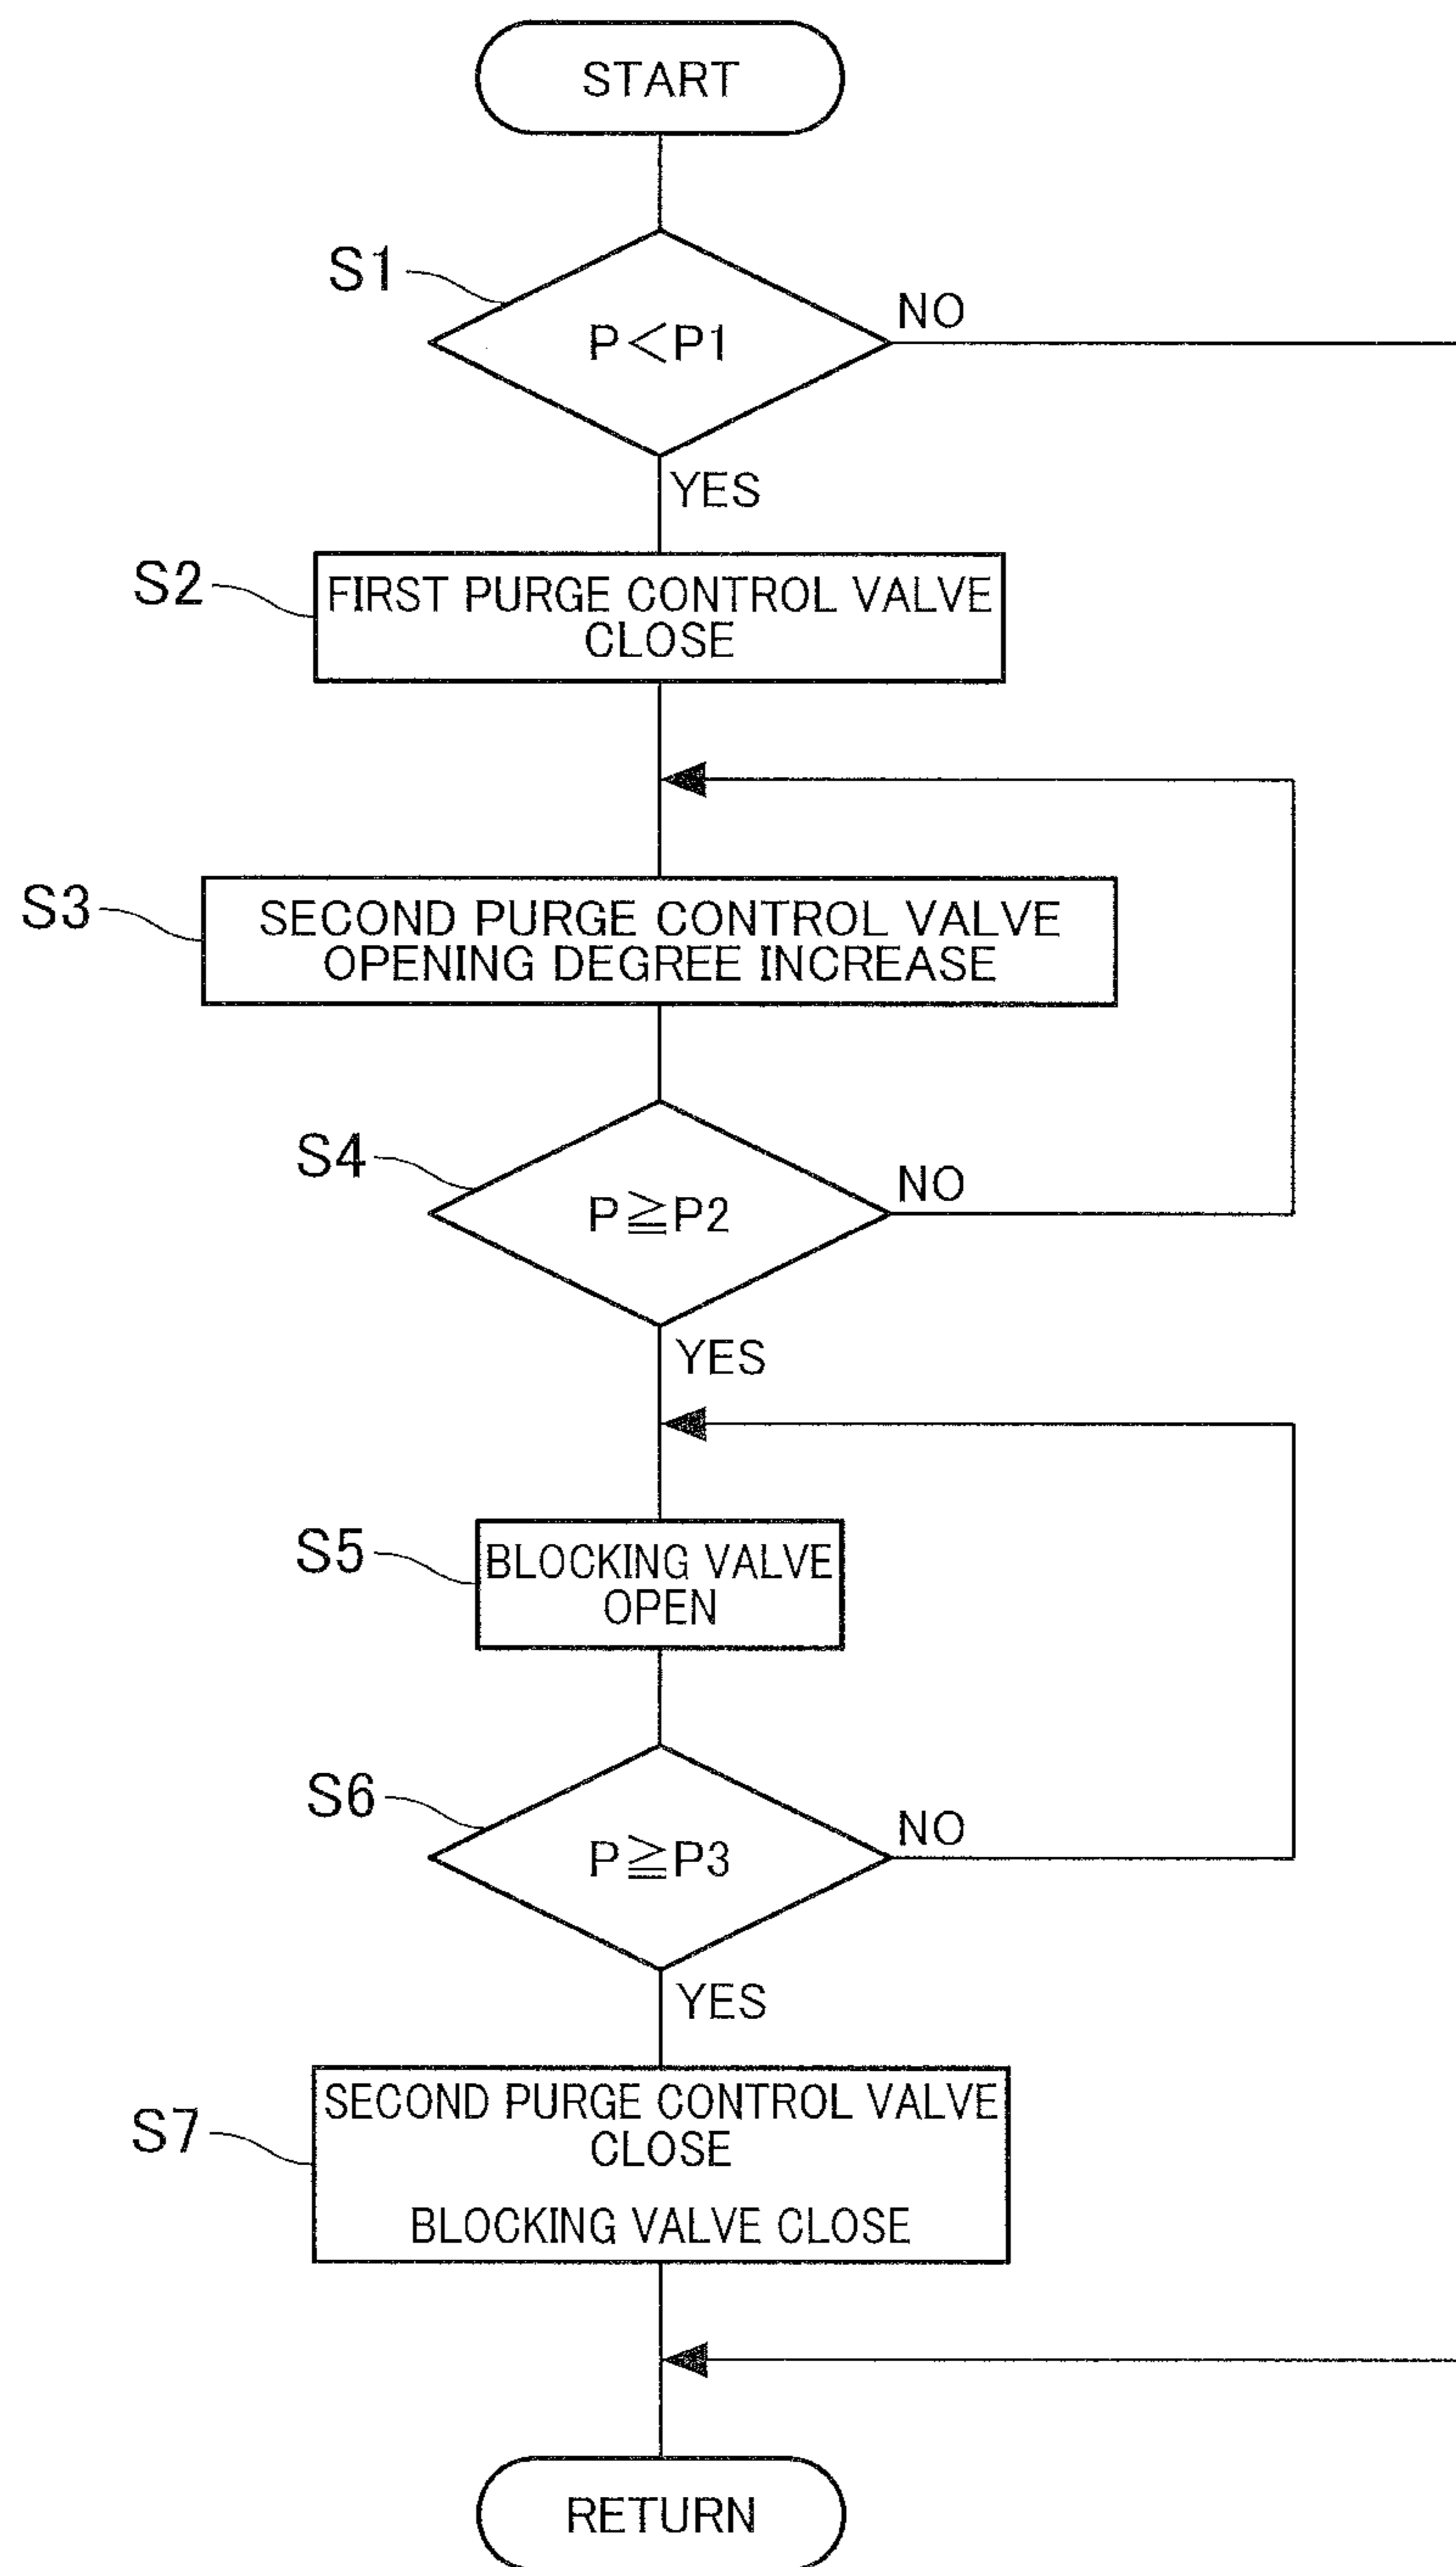 START
S1
P<P1
NO
YES
S2
FIRST PURGE CONTROL VALVE
CLOSE
S3
SECOND PURGE CONTROL VALVE
OPENING DEGREE INCREASE
S4
P≧P2
NO
YES
S5
BLOCKING VALVE
OPEN
S6
P≧P3
NO
YES
S7
SECOND PURGE CONTROL VALVE
CLOSE
BLOCKING VALVE CLOSE
RETURN